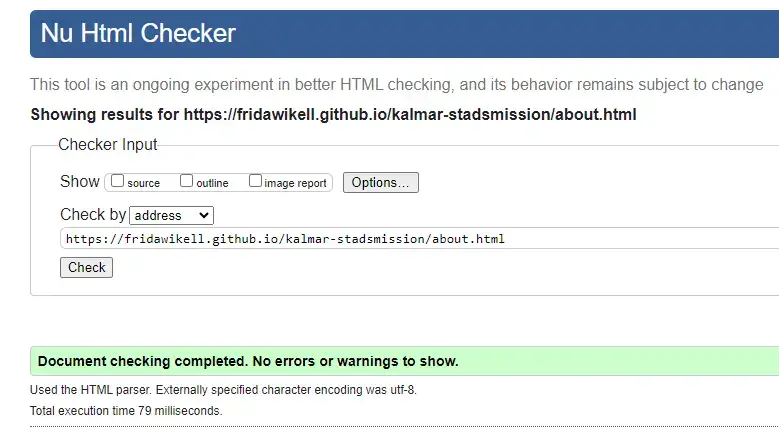 Nu Html Checker
This tool is an ongoing experiment in better HTML checking, and its behavior remains subject to change
Showing results for https://fridawikell.github.io/kalmar-stadsmission/about.html
Checker Input
Show source outline image report Options...
Check by address
https://fridawikell.github.io/kalmar-stadsmission/about.html
Check
Document checking completed. No errors or warnings to show.
Used the HTML parser. Externally specified character encoding was utf-8.
Total execution time 79 milliseconds.